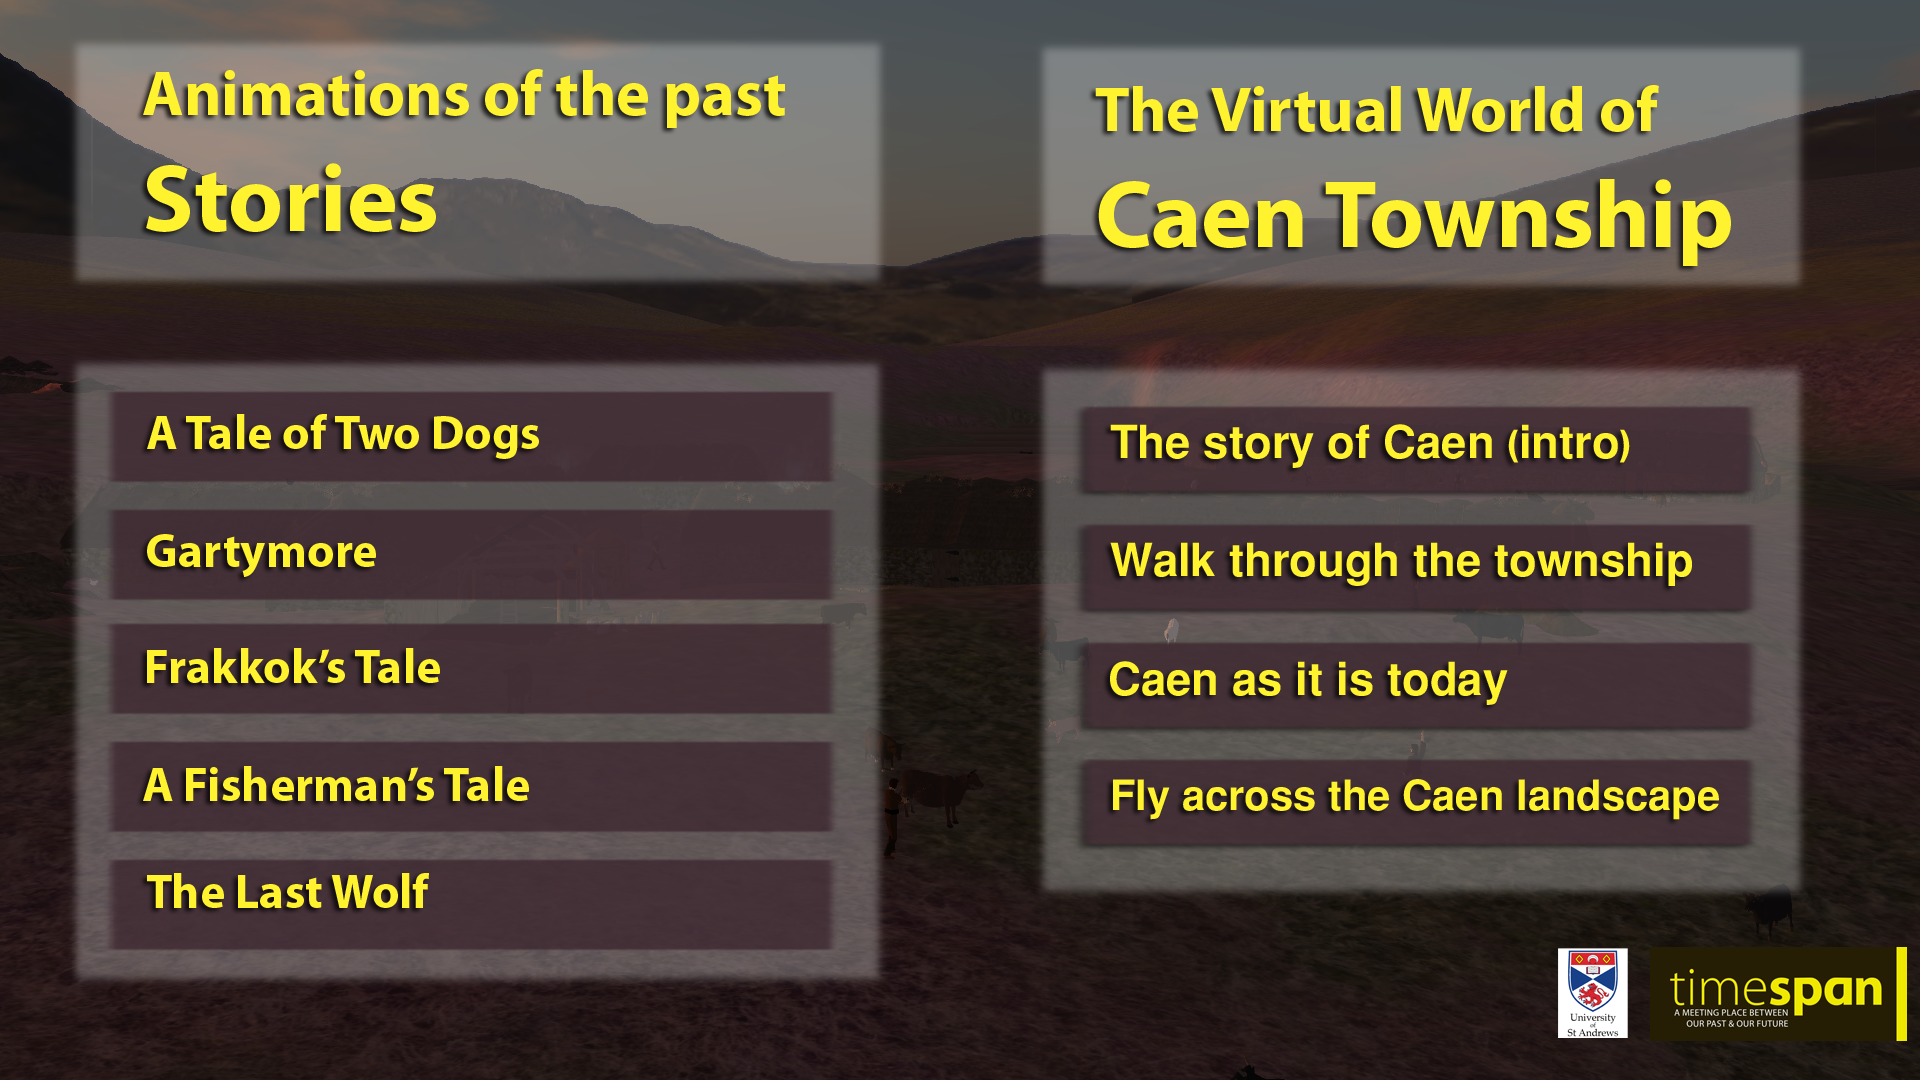 Animations of the past
Stories
A Tale of Two Dogs
Gartymore
Frakkok’s Tale
A Fisherman’s Tale
The Last Wolf
The Virtual World of
Caen Township
The story of Caen (intro)
Walk through the township
Caen as it is today
Fly across the Caen landscape
University
of
St Andrews
timespan
A MEETING PLACE BETWEEN
OUR PAST & OUR FUTURE